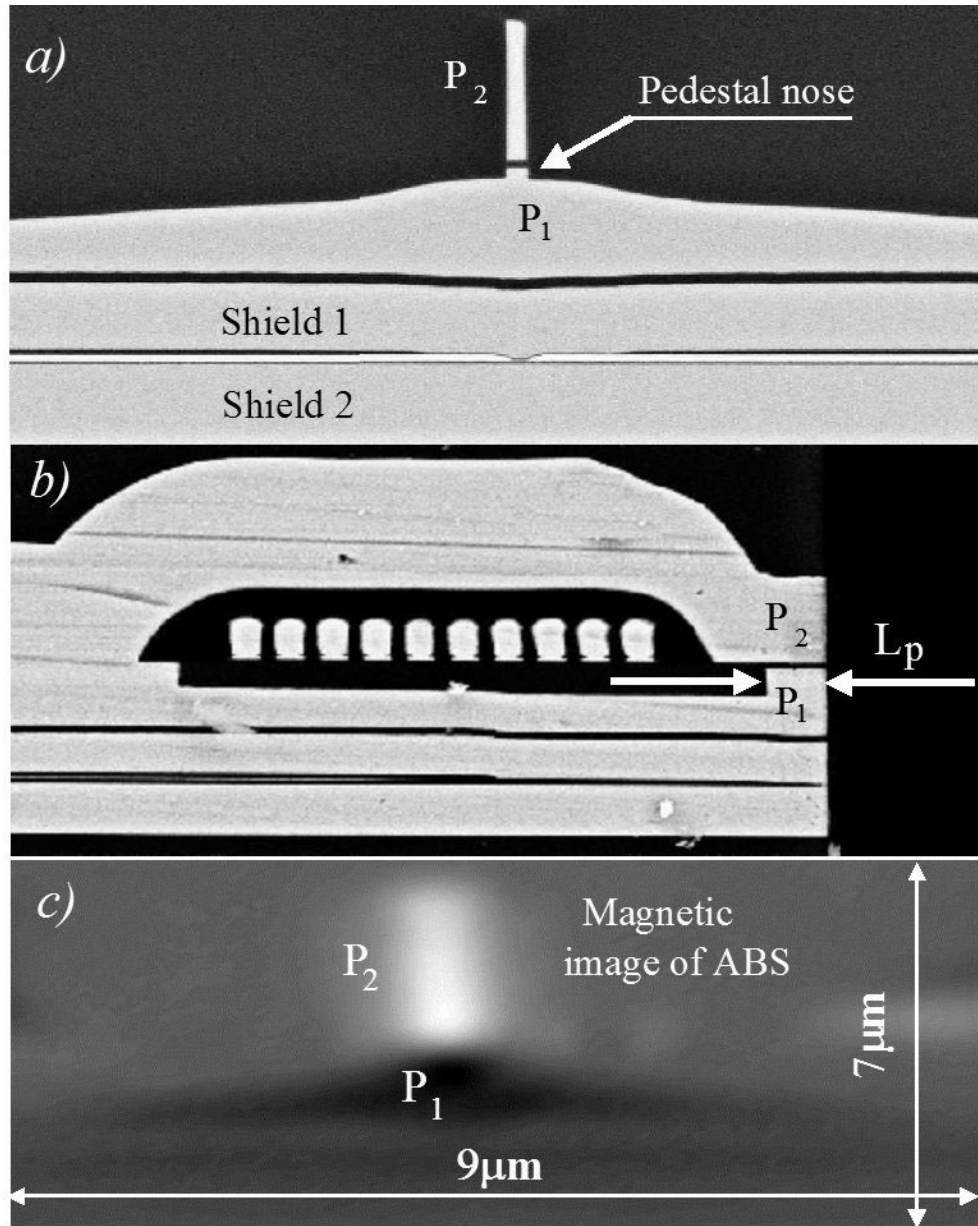 a)
P2
Pedestal nose
P1
Shield 1
Shield 2
b)
P2
Lp
P1
c)
Magnetic
image of ABS
P2
7μm
P1
9μm